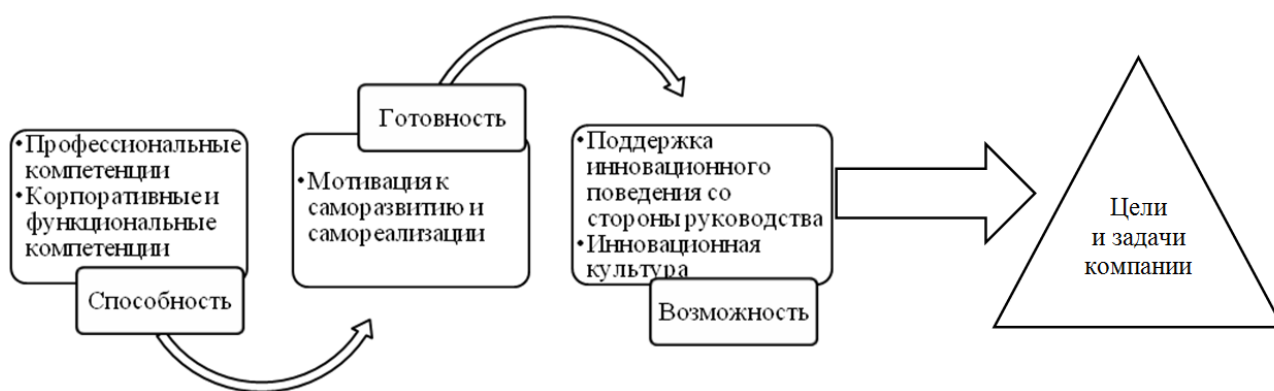 •Профессиональные
компетенции
•Корпоративные и
функциональные
компетенции
Способность
Готовность
•Мотивация к
саморазвитию и
самореализации
•Поддержка
инновационного
поведения со
стороны руководства
•Инновационная
культура
Возможность
Цели
и задачи
компании